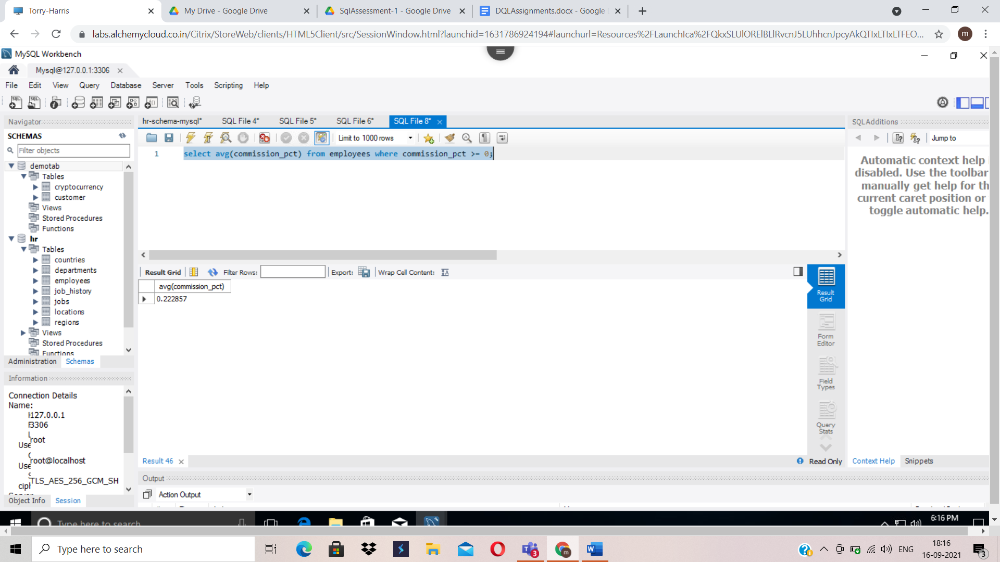 Torry-Harris
My Drive - Google Drive
SqlAssessment-1 - Google Drive
DQLAssignments.docx - Google
labs.alchemycloud.co.in/Citrix/StoreWeb/clients/HTML5Client/src/SessionWindow.html?launchid=1631786924194#launchurl=Resources%2FLaunchIca%2FQkxSLUlORElBLlRvcnJ5LUhhcnJpcyAkQTIxLTIxLTFEO...
m
MySQL Workbench
Mysql@127.0.0.1:3306
File Edit View Query Database Server Tools Scripting Help
Navigator
SCHEMAS
Filter objects
demotab
Tables
cryptocurrency
customer
Views
Stored Procedures
Functions
hr
Tables
countries
departments
employees
job_history
jobs
locations
regions
Views
Stored Procedures
Functions
Administration Schemas
Information
Connection Details
Name:
127.0.0.1
3306
root
Use
root@localhost
Use
TLS_AES_256_GCM_SH
ciph
Object Info Session
hr-schema-mysql* SQL File 4* SQL File 5* SQL File 6* SQL File 8*
Limit to 1000 rows
1 select avg(commission_pct) from employees where commission_pct >= 0;
Result Grid Filter Rows: Export: Wrap Cell Content:
avg(commission_pct)
0.222857
Result
Grid
Form
Editor
Field
Types
Query
Stats
Result 46
Read Only
Output
Action Output
SQLAdditions
Jump to
Automatic context help
disabled. Use the toolbar
manually get help for th
current caret position or
toggle automatic help.
Context Help Snippets
Type here to search
6:16 PM
Type here to search
3
m
ENG
18:16
16-09-2021
3